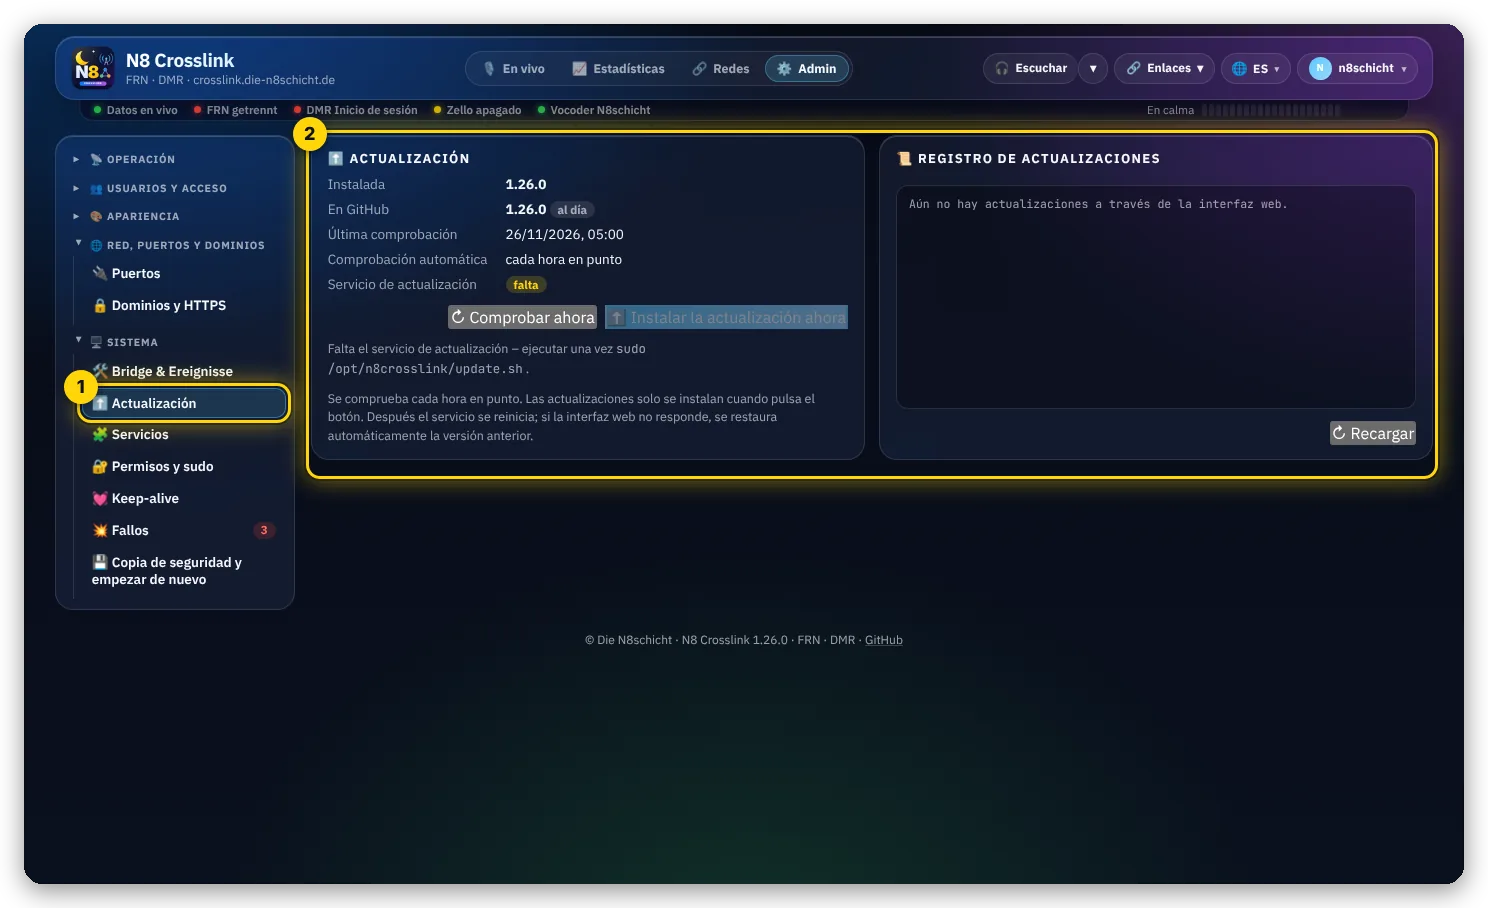 N8 Crosslink
FRN · DMR · crosslink.die-n8schicht.de
En vivo
Estadísticas
Redes
Admin
Escuchar
Enlaces
ES
N
n8schicht
Datos en vivo
FRN getrennt
DMR Inicio de sesión
Zello apagado
Vocoder N8schicht
En calma
OPERACIÓN
USUARIOS Y ACCESO
APARIENCIA
RED, PUERTOS Y DOMINIOS
Puertos
Dominios y HTTPS
SISTEMA
Bridge & Ereignisse
1
Actualización
Servicios
Permisos y sudo
Keep-alive
Fallos 3
Copia de seguridad y
empezar de nuevo
2
ACTUALIZACIÓN
Instalada 1.26.0
En GitHub 1.26.0 al día
Última comprobación 26/11/2026, 05:00
Comprobación automática cada hora en punto
Servicio de actualización falta
Comprobar ahora
Instalar la actualización ahora
Falta el servicio de actualización – ejecutar una vez sudo
/opt/n8crosslink/update.sh.
Se comprueba cada hora en punto. Las actualizaciones solo se instalan cuando pulsa el
botón. Después el servicio se reinicia; si la interfaz web no responde, se restaura
automáticamente la versión anterior.
REGISTRO DE ACTUALIZACIONES
Aún no hay actualizaciones a través de la interfaz web.
Recargar
© Die N8schicht · N8 Crosslink 1.26.0 · FRN · DMR · GitHub